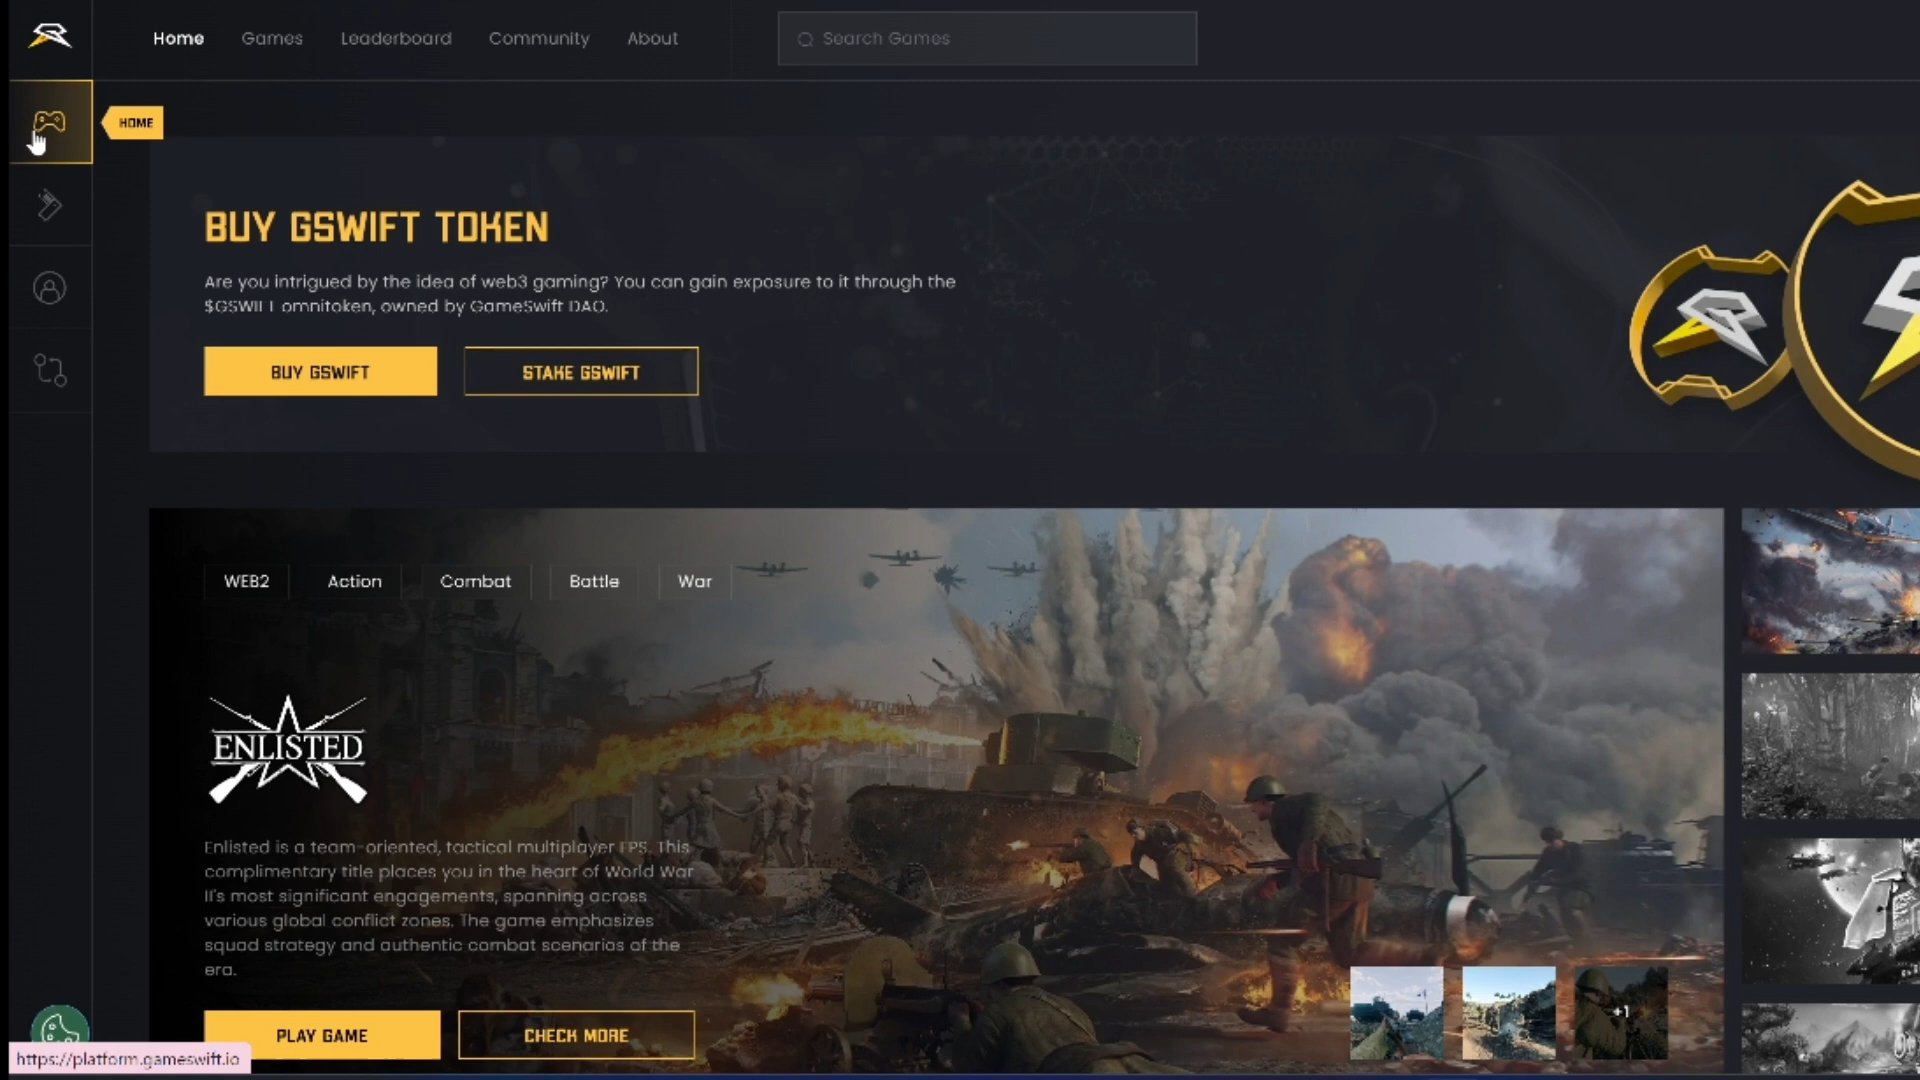 Home Games Leaderboard Community About Search Games
HOME
BUY GSWIFT TOKEN
Are you intrigued by the idea of web3 gaming? You can gain exposure to it through the
$GSWIFT omnitoken, owned by GameSwift DAO.
BUY GSWIFT STAKE GSWIFT
WEB2 Action Combat Battle War
ENLISTED
Enlisted is a team-oriented, tactical multiplayer FPS. This
complimentary title places you in the heart of World War
II's most significant engagements, spanning across
various global conflict zones. The game emphasizes
squad strategy and authentic combat scenarios of the
era.
+1
PLAY GAME CHECK MORE
https://platform.gameswift.io